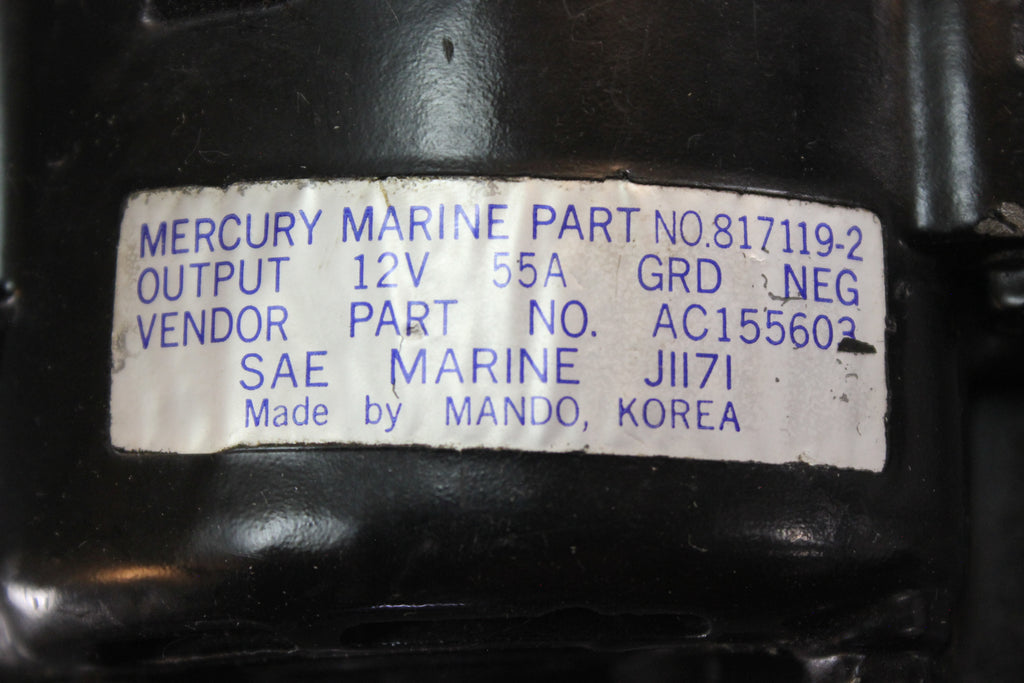 MERCURY MARINE PART NO.817119-2
OUTPUT 12V 55A GRD NEG
VENDOR PART NO. AC155603
SAE MARINE J1171
Made by MANDO, KOREA